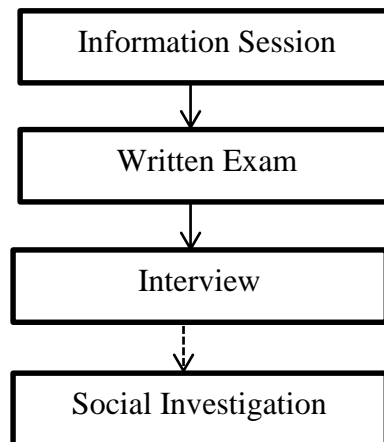 Information Session
Written Exam
Interview
Social Investigation